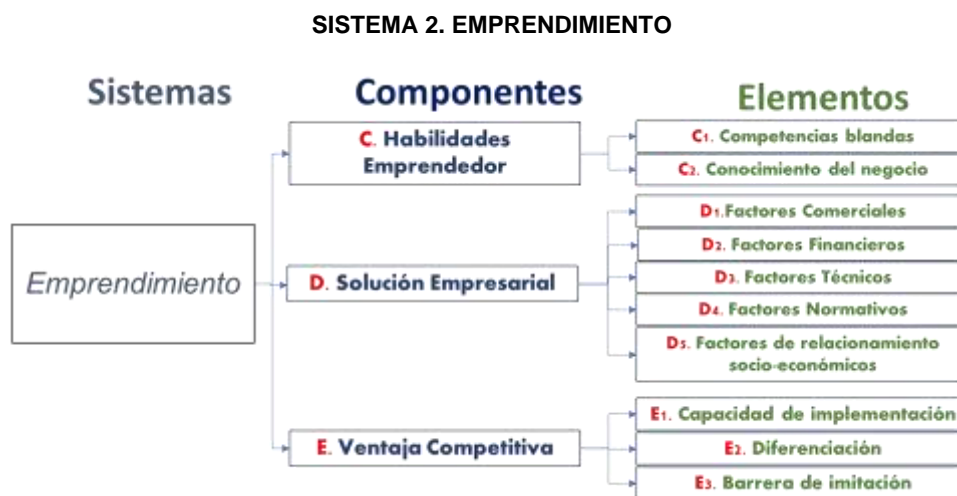 SISTEMA 2. EMPRENDIMIENTO
Sistemas
Componentes
Elementos
Emprendimiento
C. Habilidades
Emprendedor
C1. Competencias blandas
C2. Conocimiento del negocio
D. Solución Empresarial
D1.Factores Comerciales
D2. Factores Financieros
D3. Factores Técnicos
D4. Factores Normativos
D5. Factores de relacionamiento
socio-económicos
E. Ventaja Competitiva
E1. Capacidad de implementación
E2. Diferenciación
E3. Barrera de imitación